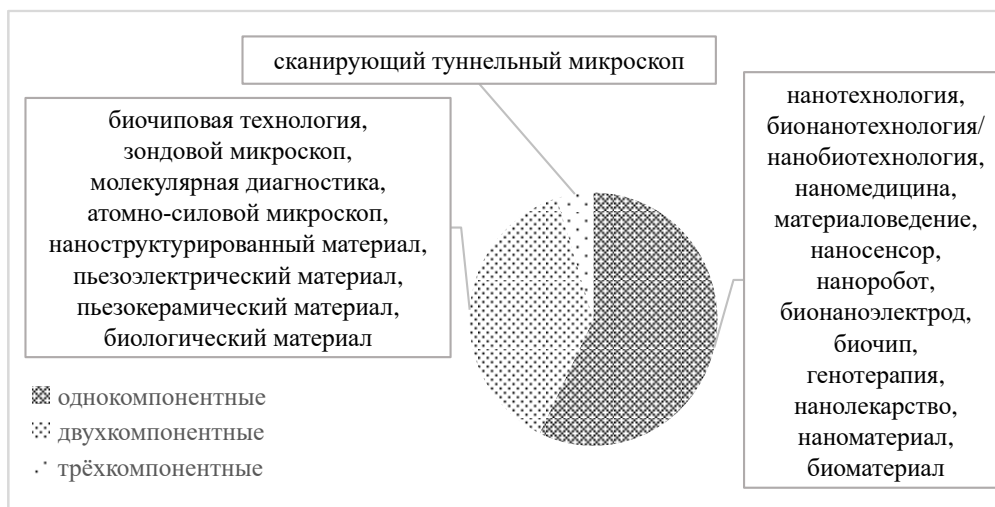 сканирующий туннельный микроскоп
биочиповая технология,
зондовой микроскоп,
молекулярная диагностика,
атомно-силовой микроскоп,
наноструктурированный материал,
пьезоэлектрический материал,
пьезокерамический материал,
биологический материал
нанотехнология,
бионанотехнология/
нанобиотехнология,
наномедицина,
материаловедение,
наносенсор,
наноробот,
бионаноэлектрод,
биочип,
генотерапия,
нанолекарство,
наноматериал,
биоматериал
однокомпонентные
двухкомпонентные
трёхкомпонентные